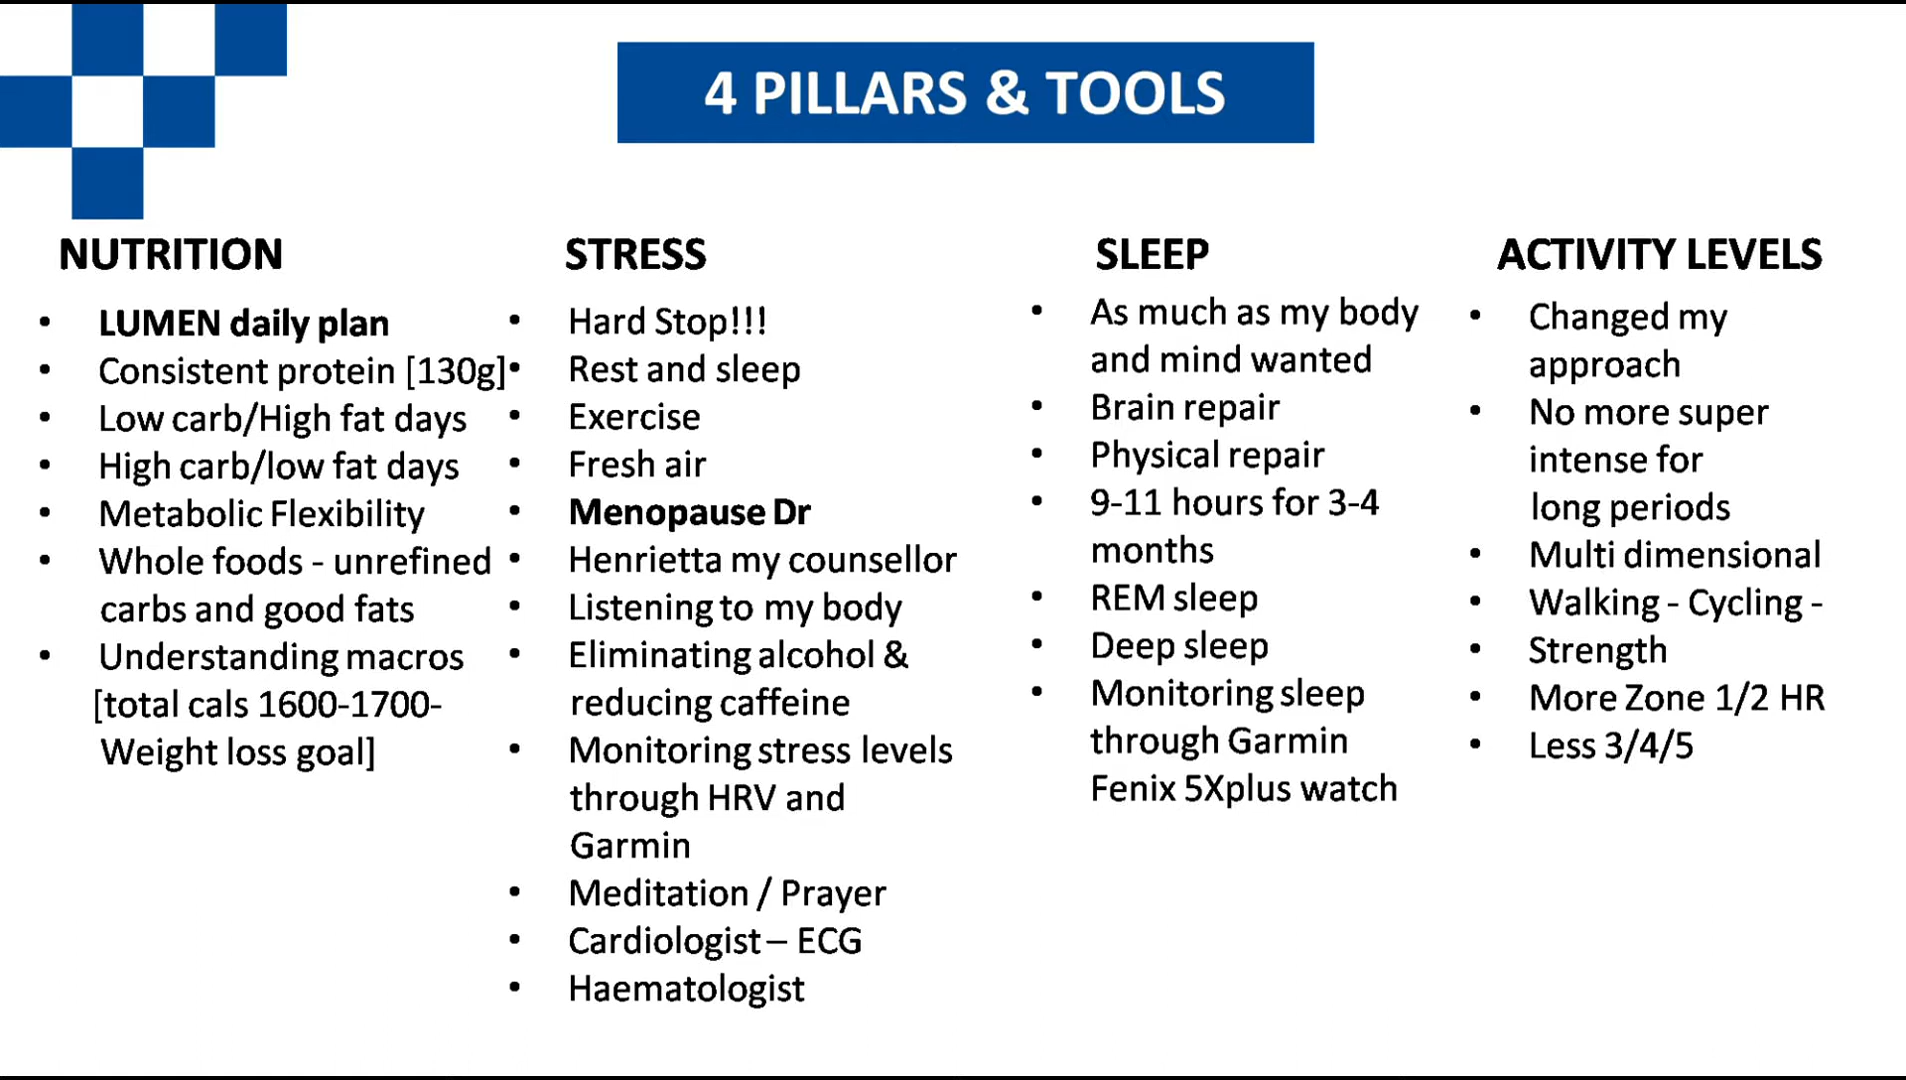 4 PILLARS & TOOLS
NUTRITION
• LUMEN daily plan
• Consistent protein [130g]
• Low carb/High fat days
• High carb/low fat days
• Metabolic Flexibility
• Whole foods - unrefined
carbs and good fats
• Understanding macros
[total cals 1600-1700-
Weight loss goal]
STRESS
• Hard Stop!!!
• Rest and sleep
• Exercise
• Fresh air
• Menopause Dr
• Henrietta my counsellor
• Listening to my body
• Eliminating alcohol &
reducing caffeine
• Monitoring stress levels
through HRV and
Garmin
• Meditation / Prayer
• Cardiologist – ECG
• Haematologist
SLEEP
• As much as my body
and mind wanted
• Brain repair
• Physical repair
• 9-11 hours for 3-4
months
• REM sleep
• Deep sleep
• Monitoring sleep
through Garmin
Fenix 5Xplus watch
ACTIVITY LEVELS
• Changed my
approach
• No more super
intense for
long periods
• Multi dimensional
• Walking - Cycling -
• Strength
• More Zone 1/2 HR
• Less 3/4/5